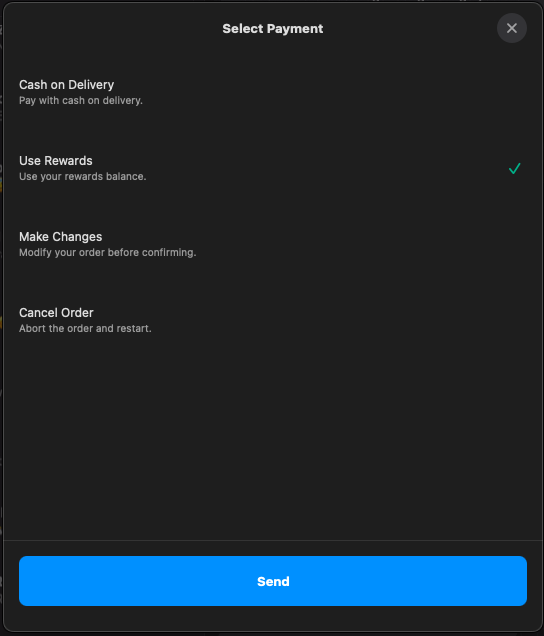 Select Payment
Cash on Delivery
Pay with cash on delivery.
Use Rewards
Use your rewards balance.
Make Changes
Modify your order before confirming.
Cancel Order
Abort the order and restart.
Send